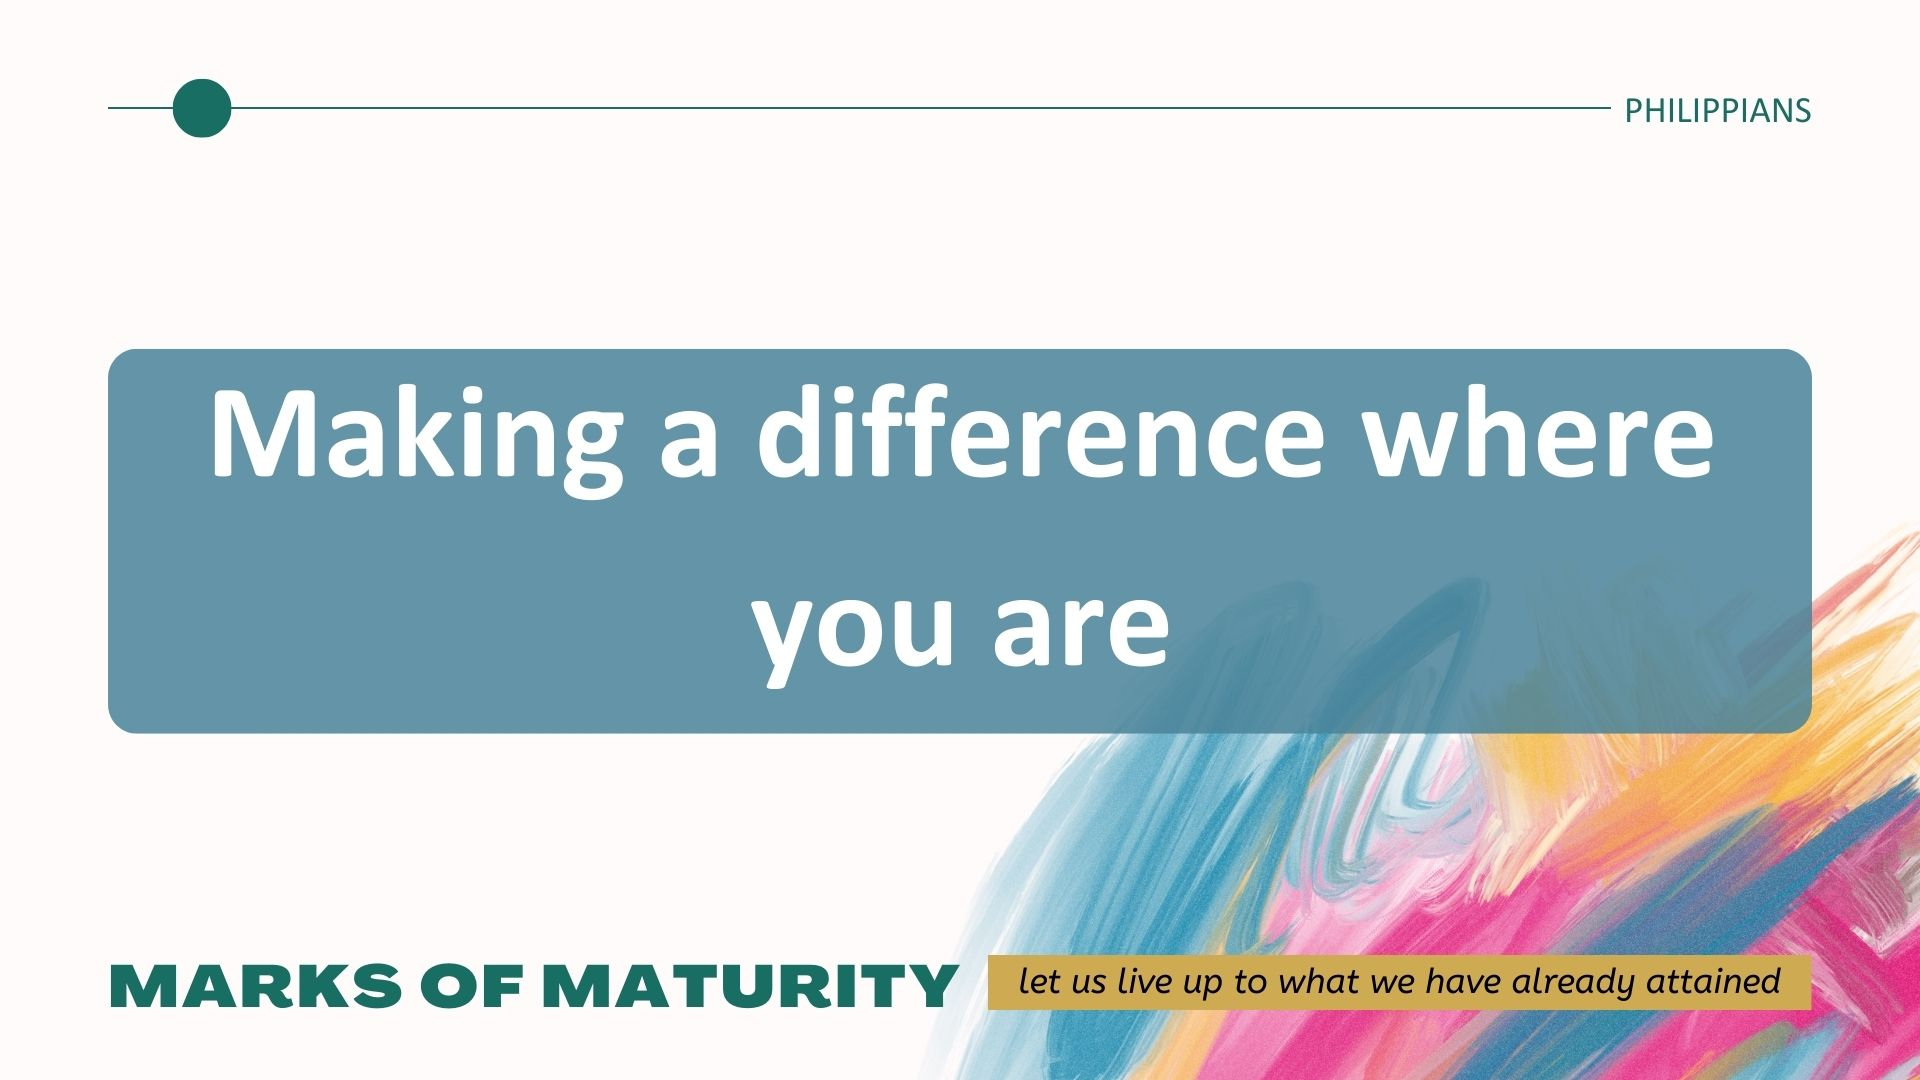 PHILIPPIANS
Making a difference where
you are
MARKS OF MATURITY
let us live up to what we have already attained